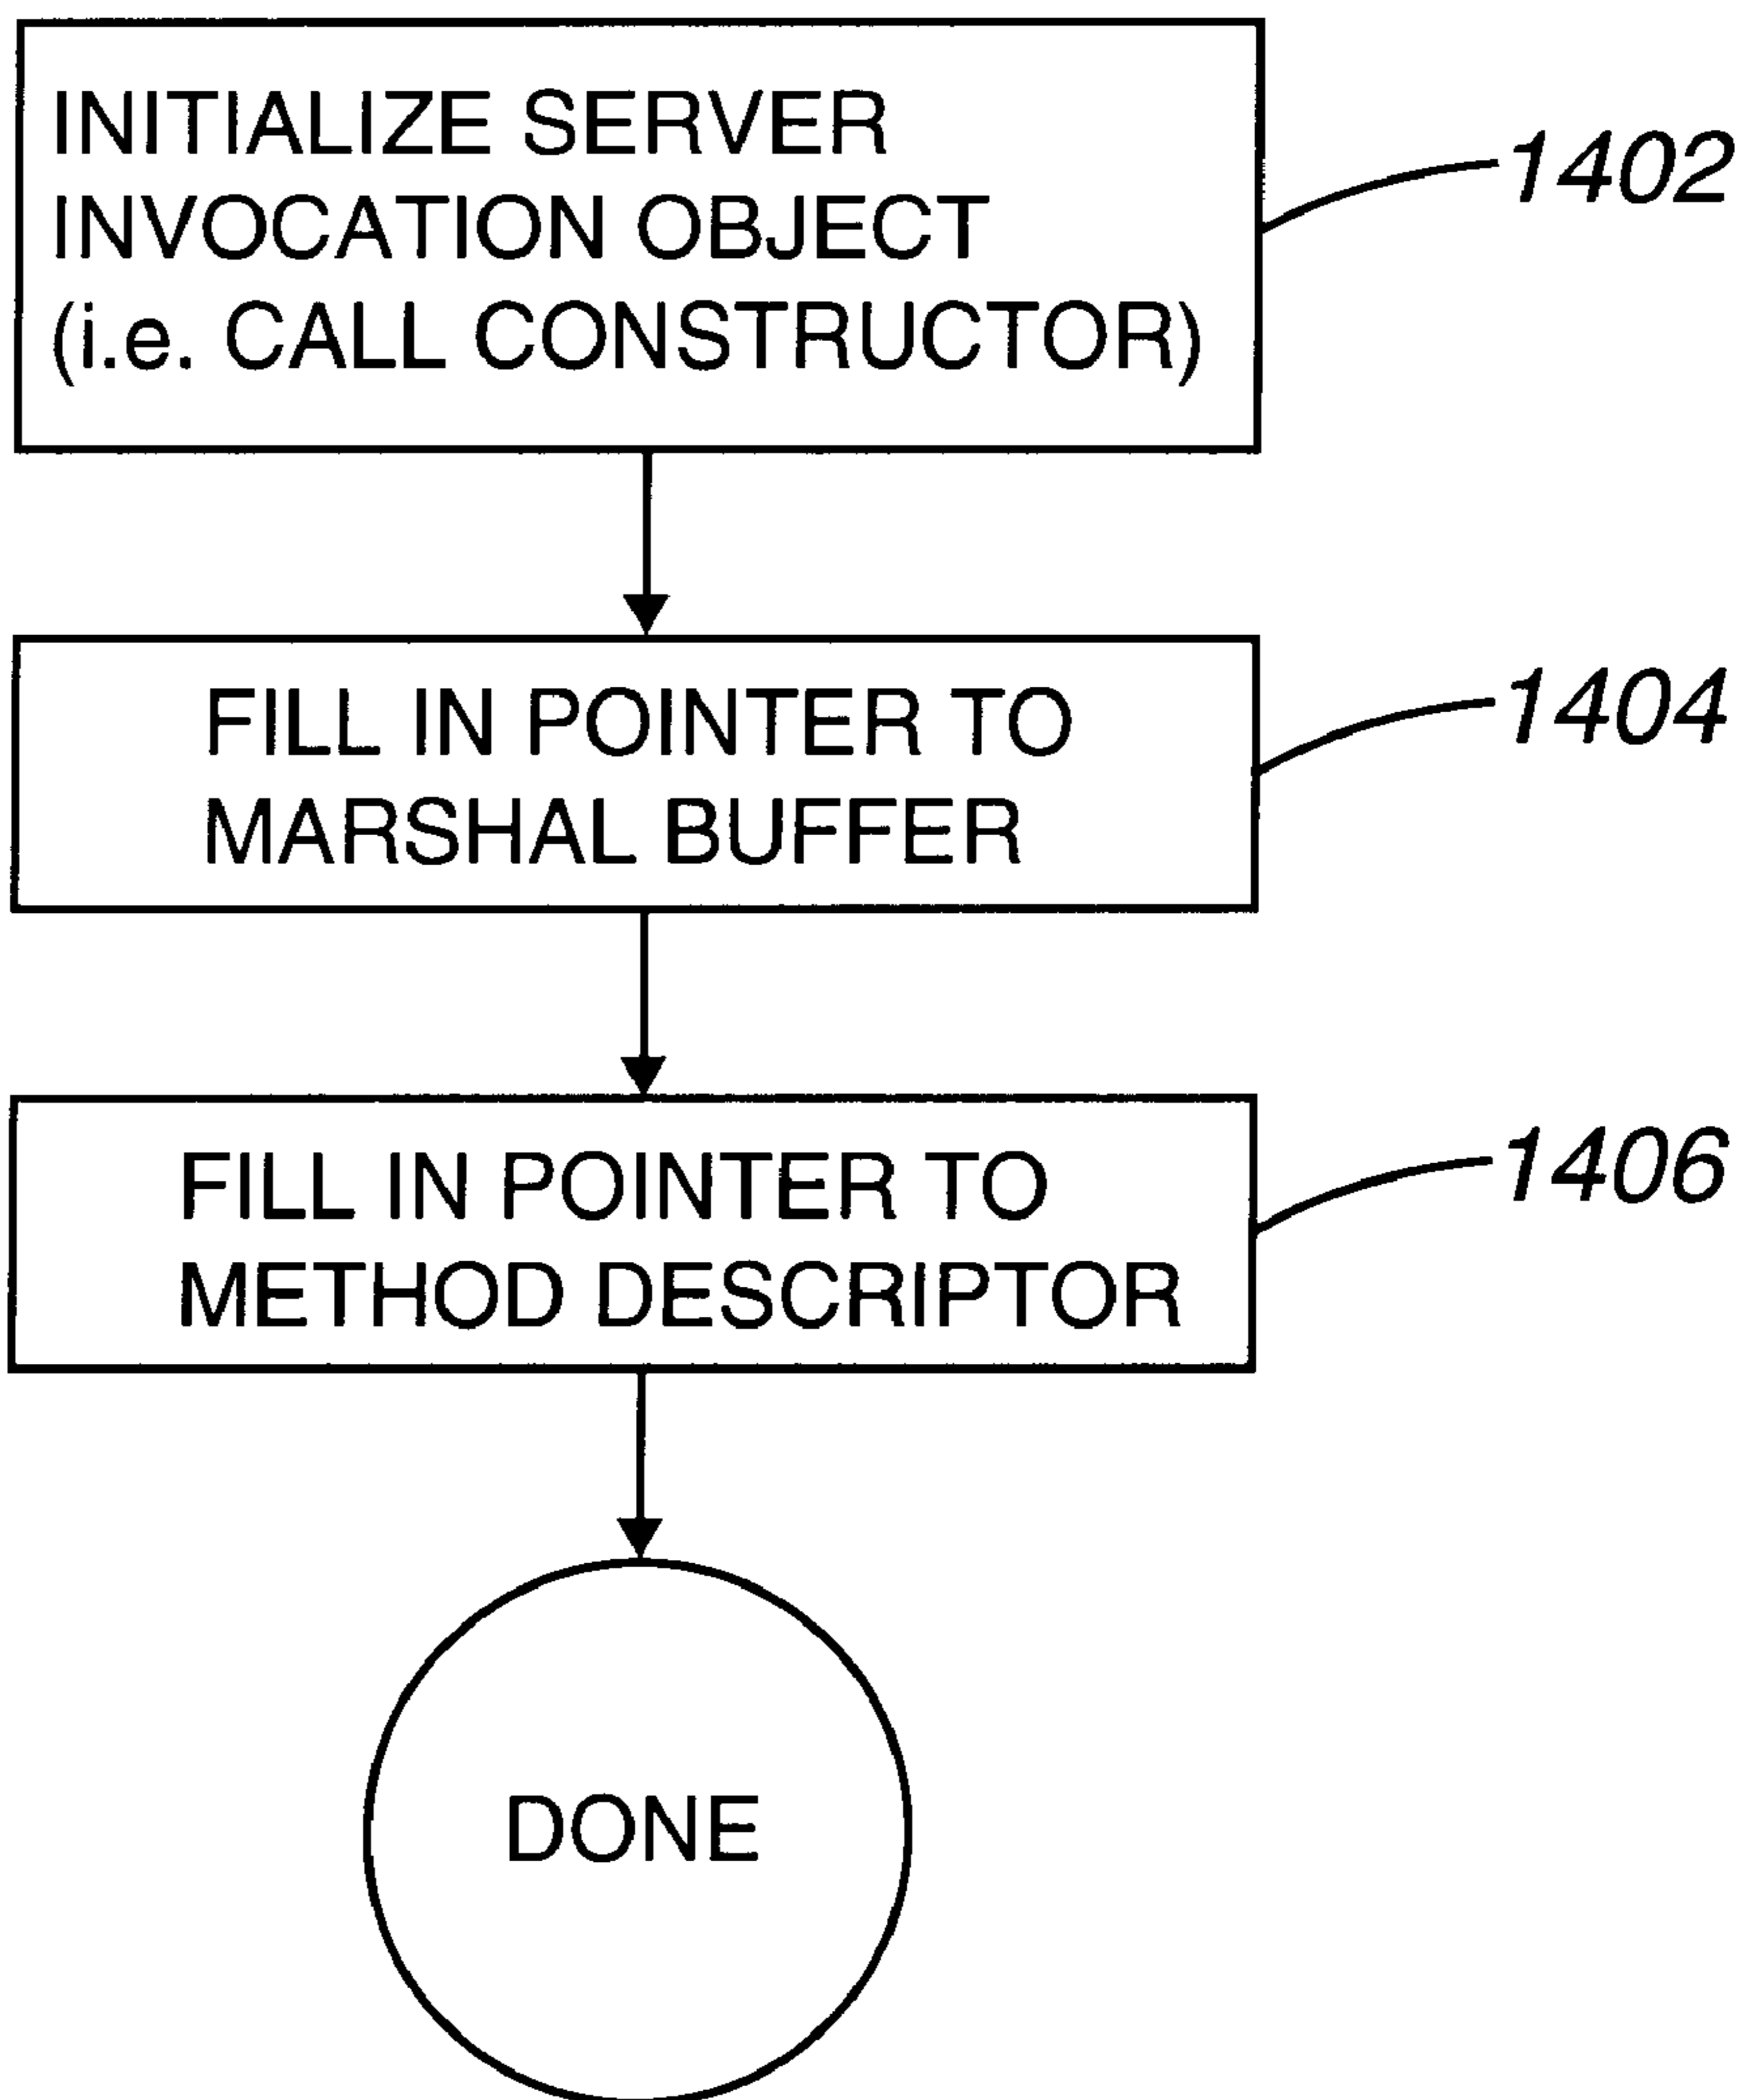 INITIALIZE SERVER
INVOCATION OBJECT
(i.e. CALL CONSTRUCTOR)
1402
FILL IN POINTER TO
MARSHAL BUFFER
1404
FILL IN POINTER TO
METHOD DESCRIPTOR
1406
DONE